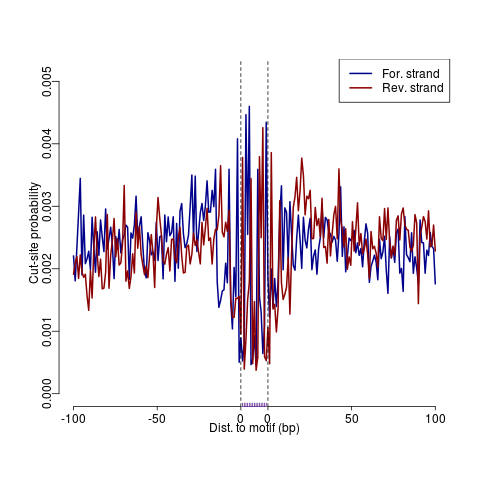 For. strand
Rev. strand
Cut-site probability
0.005
0.004
0.003
0.002
0.001
0.000
-100 -50 0 0 50 100
Dist. to motif (bp)